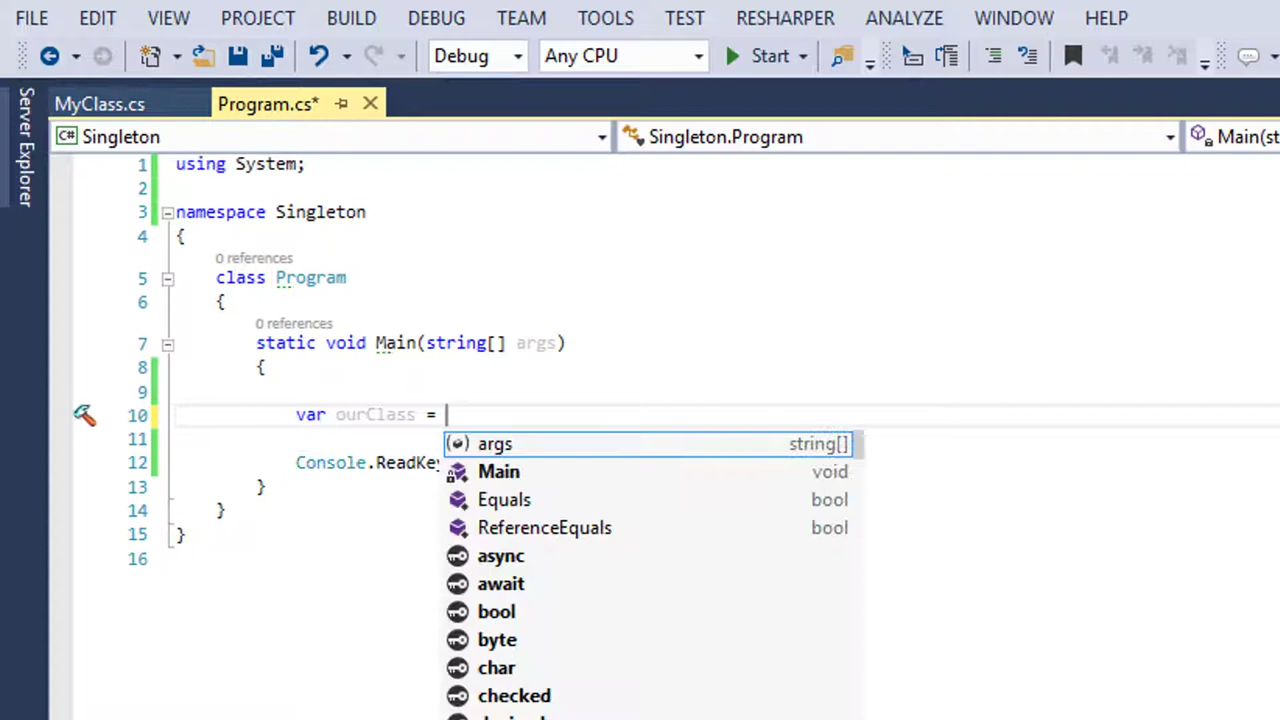 FILE EDIT VIEW PROJECT BUILD DEBUG TEAM TOOLS TEST RESHARPER ANALYZE WINDOW HELP
Debug Any CPU Start
Server Explorer
MyClass.cs Program.cs*
C# Singleton Singleton.Program Main(st
1 using System;
2
3 namespace Singleton
4 {
0 references
5 class Program
6 {
0 references
7 static void Main(string[] args)
8 {
9
10 var ourClass =
11
args string[]
12 Console.ReadKey
Main void
13 }
Equals bool
14 }
ReferenceEquals bool
15 }
async
16
await
bool
byte
char
checked